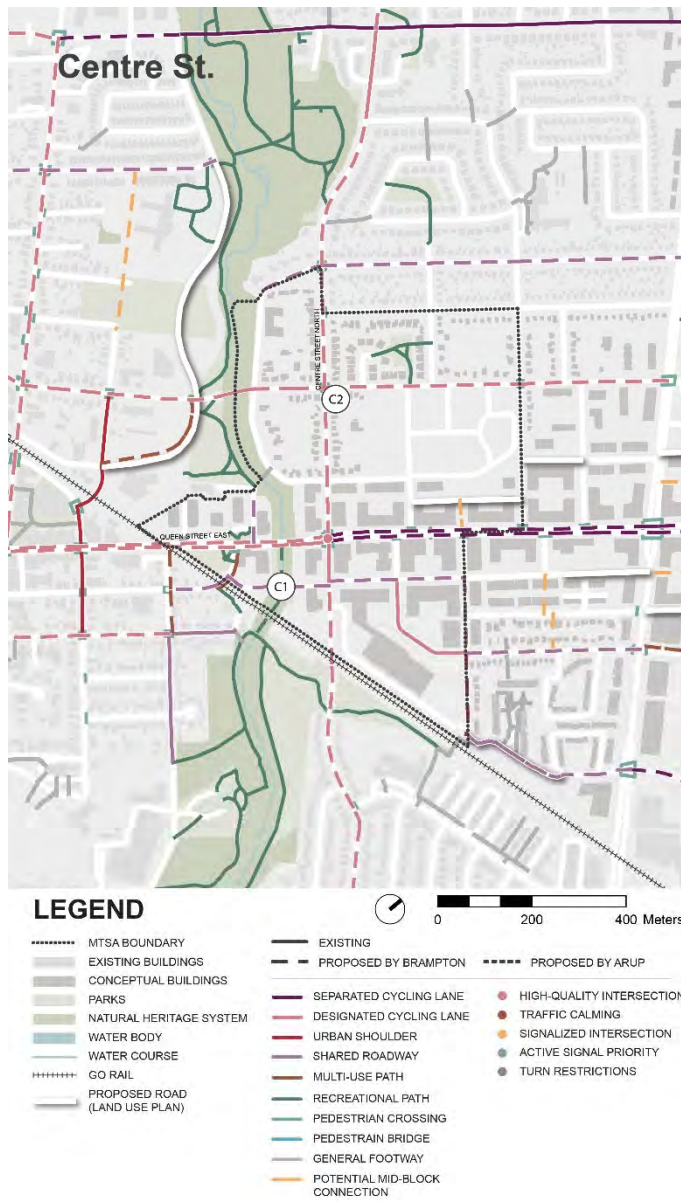 Centre St.
CENTRE STREET NORTH
C2
QUEEN STREET EAST
C1
LEGEND
0 200 400 Meters
MTSA BOUNDARY
EXISTING BUILDINGS
CONCEPTUAL BUILDINGS
PARKS
NATURAL HERITAGE SYSTEM
WATER BODY
WATER COURSE
GO RAIL
PROPOSED ROAD
(LAND USE PLAN)
EXISTING
PROPOSED BY BRAMPTON
PROPOSED BY ARUP
SEPARATED CYCLING LANE
DESIGNATED CYCLING LANE
URBAN SHOULDER
SHARED ROADWAY
MULTI-USE PATH
RECREATIONAL PATH
PEDESTRIAN CROSSING
PEDESTRAIN BRIDGE
GENERAL FOOTWAY
POTENTIAL MID-BLOCK
CONNECTION
HIGH-QUALITY INTERSECTION
TRAFFIC CALMING
SIGNALIZED INTERSECTION
ACTIVE SIGNAL PRIORITY
TURN RESTRICTIONS